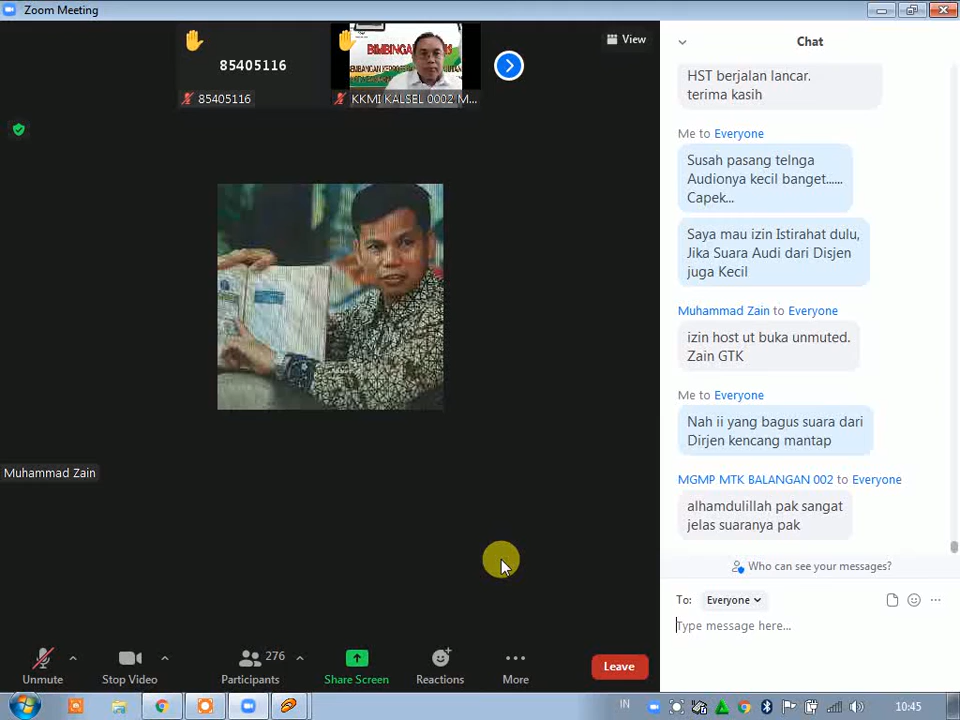 Zoom Meeting
85405116
85405116
BIMBINGAN
KKMI KALSEL 0002 M...
View
Muhammad Zain
Chat
HST berjalan lancar.
terima kasih
Me to Everyone
Susah pasang telnga
Audionya kecil banget......
Capek...
Saya mau izin Istirahat dulu,
Jika Suara Audi dari Disjen
juga Kecil
Muhammad Zain to Everyone
izin host ut buka unmuted.
Zain GTK
Me to Everyone
Nah ii yang bagus suara dari
Dirjen kencang mantap
MGMP MTK BALANGAN 002 to Everyone
alhamdulillah pak sangat
jelas suaranya pak
Who can see your messages?
To: Everyone
Type message here...
Unmute
Stop Video
276
Participants
Share Screen
Reactions
More
Leave
IN
10:45